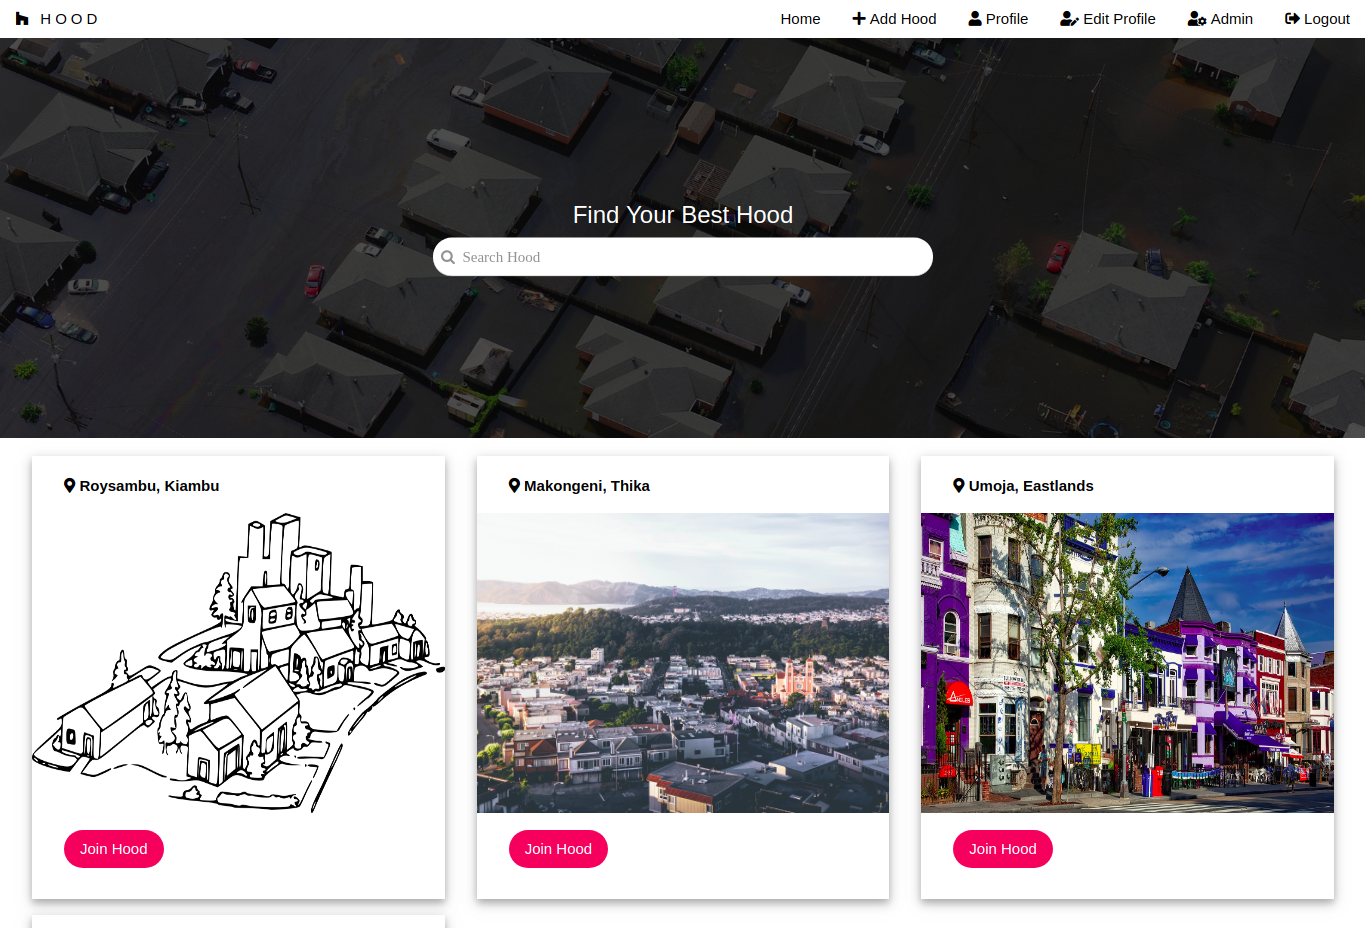 HOOD
Home
Add Hood
Profile
Edit Profile
Admin
Logout
Find Your Best Hood
Search Hood
Roysambu, Kiambu
Makongeni, Thika
Umoja, Eastlands
Join Hood
Join Hood
Join Hood